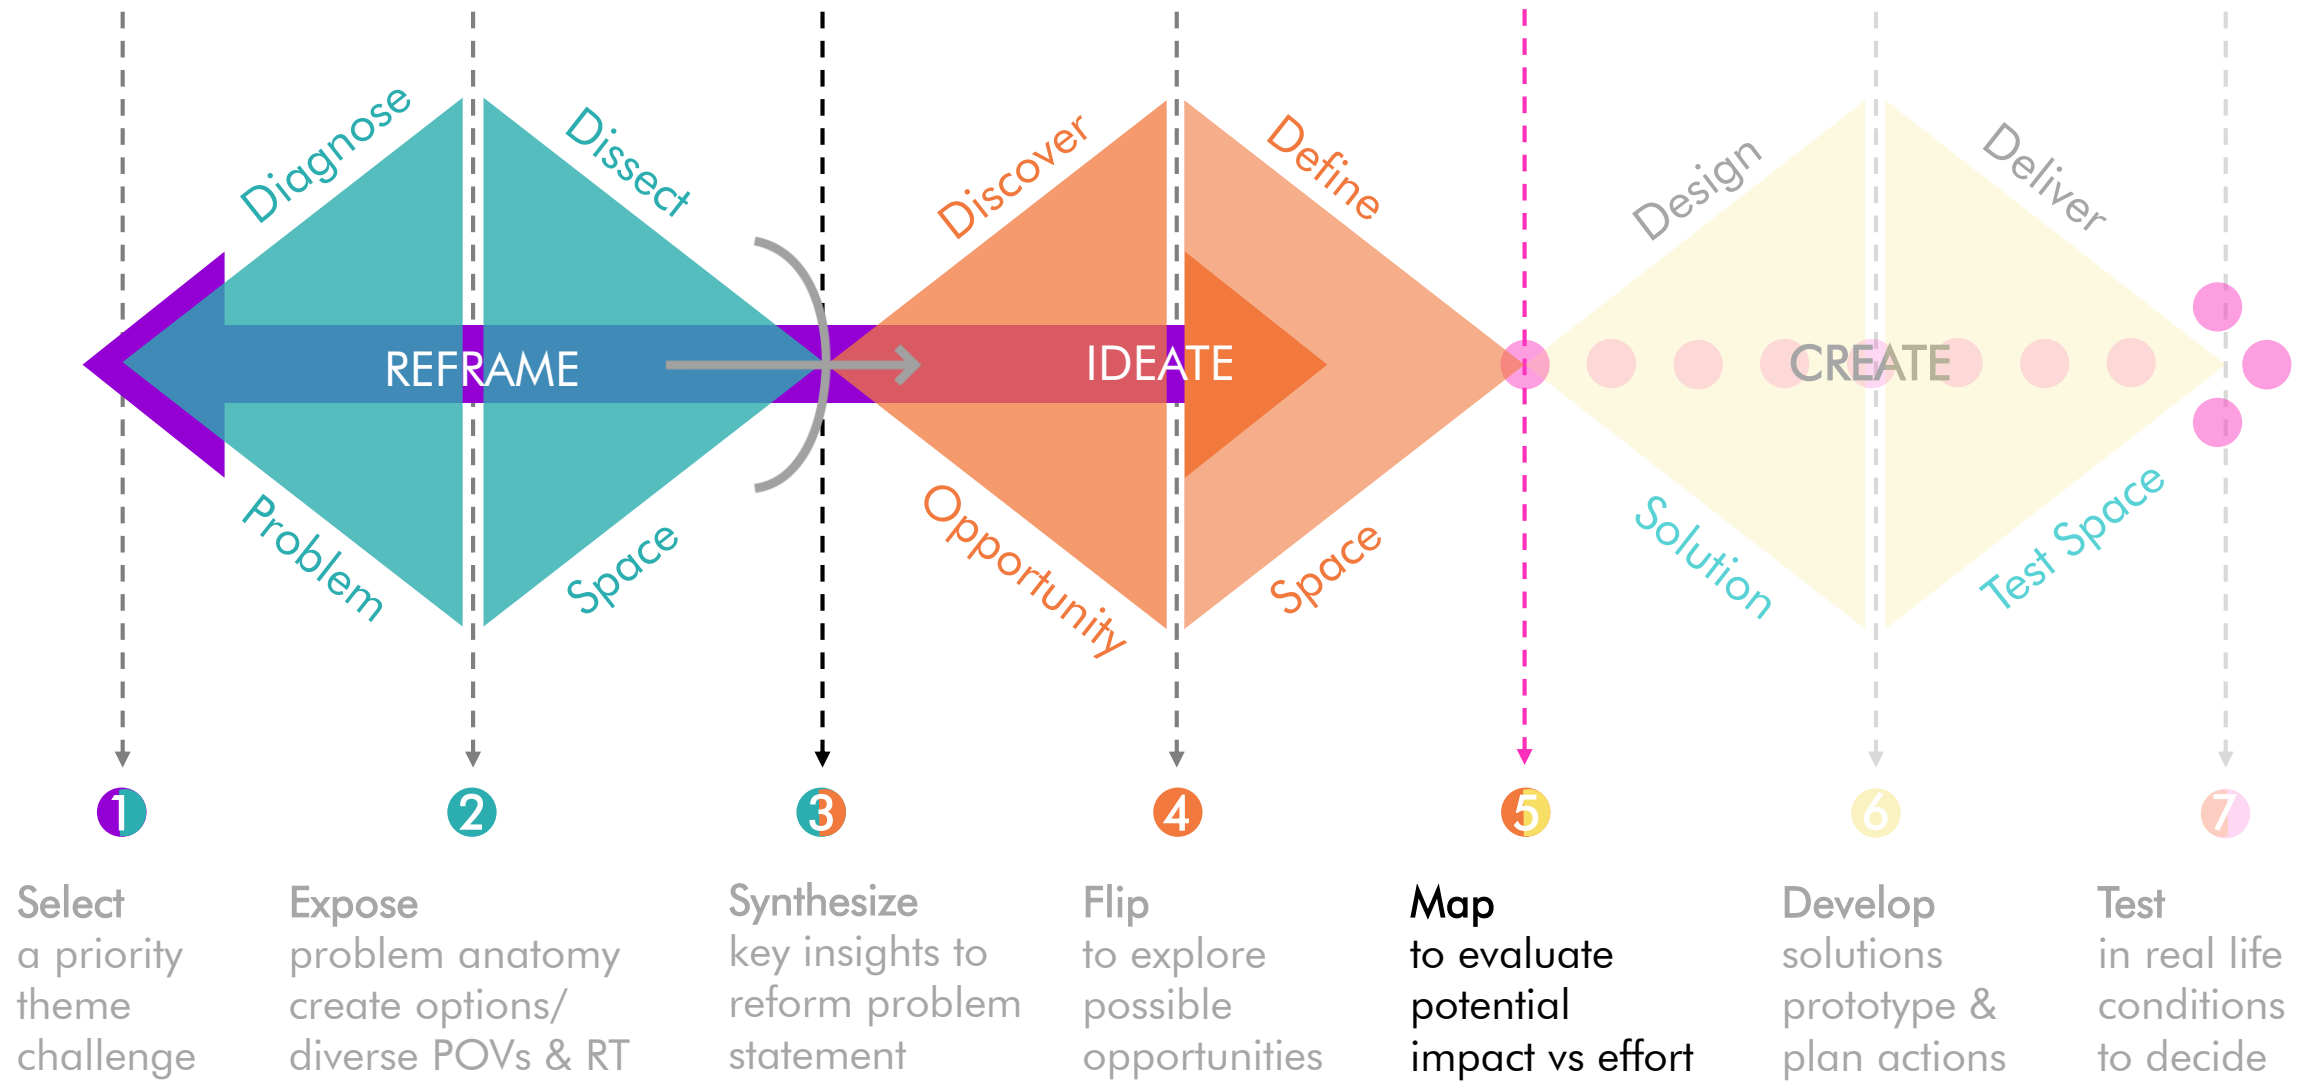 Diagnose
Dissect
Discover
Define
Design
Deliver
REFRAME
IDEATE
CREATE
Problem
Space
Opportunity
Space
Solution
Test Space
1
2
3
4
5
6
7
Select
a priority
theme
challenge
Expose
problem anatomy
create options/
diverse POVs & RT
Synthesize
key insights to
reform problem
statement
Flip
to explore
possible
opportunities
Map
to evaluate
potential
impact vs effort
Develop
solutions
prototype &
plan actions
Test
in real life
conditions
to decide